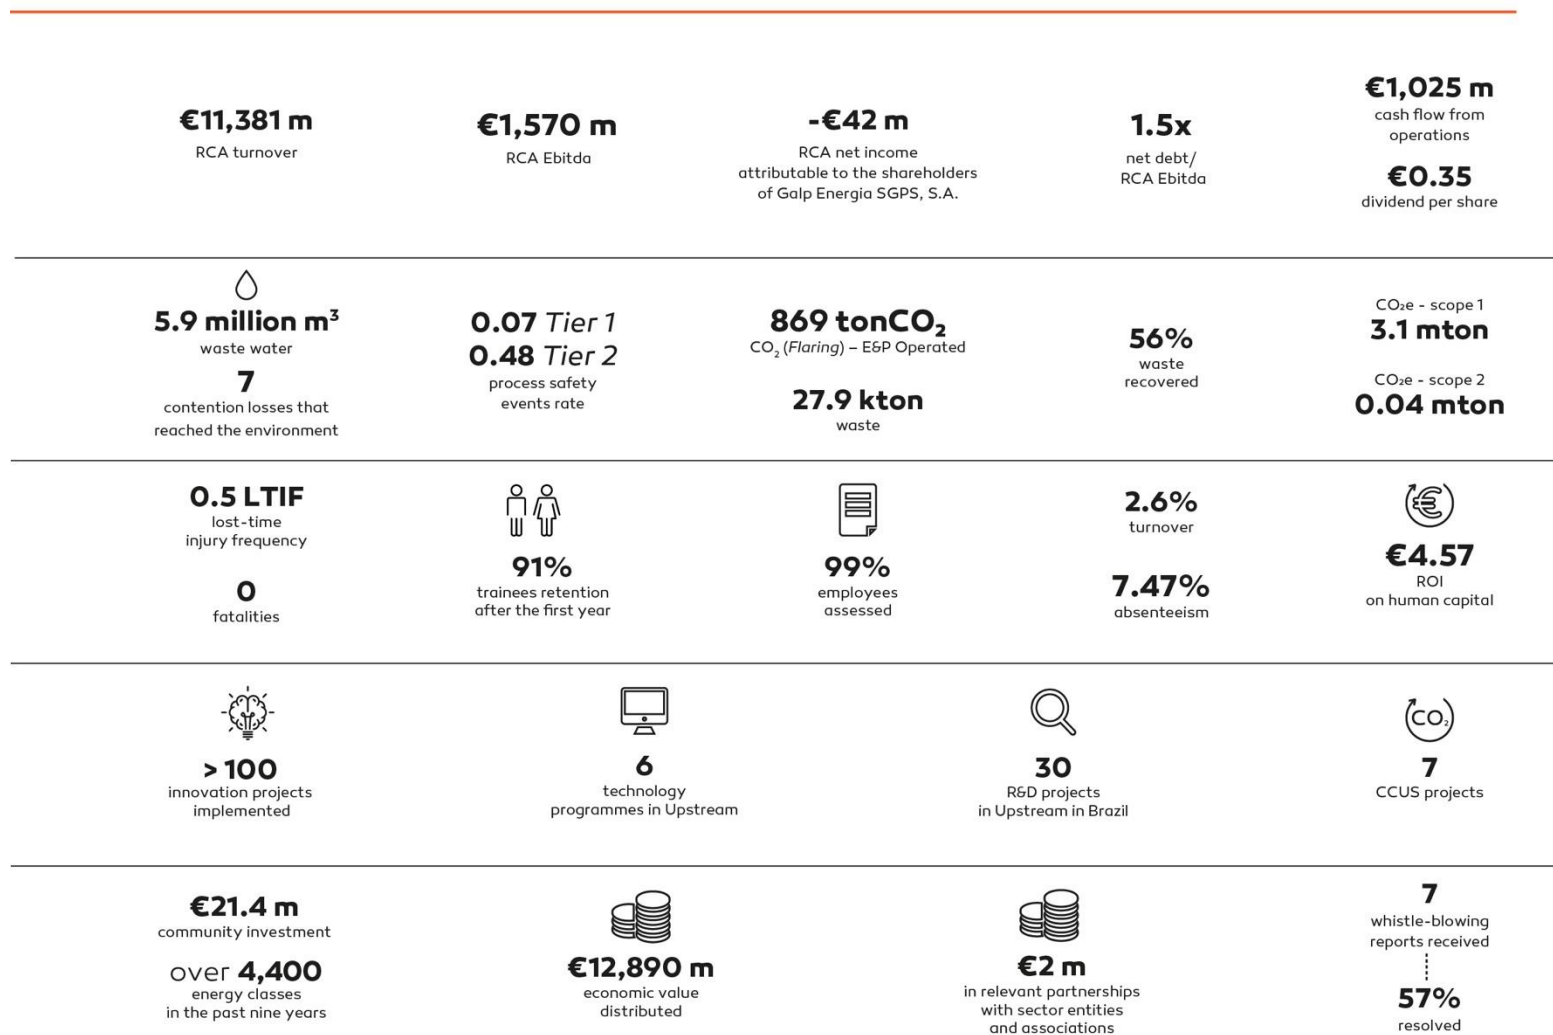 €11,381 m
RCA turnover
€1,570 m
RCA Ebitda
-€42 m
RCA net income
attributable to the shareholders
of Galp Energia SGPS, S.A.
1.5x
net debt/
RCA Ebitda
€1,025 m
cash flow from
operations
€0.35
dividend per share
5.9 million m³
waste water
7
contention losses that
reached the environment
0.07 Tier 1
0.48 Tier 2
process safety
events rate
869 tonCO₂
CO₂ (Flaring) – E&P Operated
27.9 kton
waste
56%
waste
recovered
CO₂e - scope 1
3.1 mton
CO₂e - scope 2
0.04 mton
0.5 LTIF
lost-time
injury frequency
0
fatalities
91%
trainees retention
after the first year
99%
employees
assessed
2.6%
turnover
7.47%
absenteeism
€
€4.57
ROI
on human capital
> 100
innovation projects
implemented
6
technology
programmes in Upstream
30
R&D projects
in Upstream in Brazil
CO₂
7
CCUS projects
€21.4 m
community investment
over 4,400
energy classes
in the past nine years
€12,890 m
economic value
distributed
€2 m
in relevant partnerships
with sector entities
and associations
7
whistle-blowing
reports received
57%
resolved